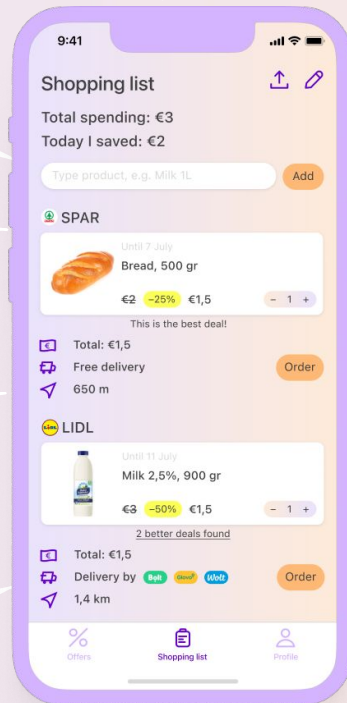 9:41
Shopping list
Total spending: €3
Today I saved: €2
Type product, e.g. Milk 1L
Add
SPAR
Until 7 July
Bread, 500 gr
€2 −25% €1,5
− 1 +
This is the best deal!
Total: €1,5
Free delivery
Order
650 m
LIDL
Until 11 July
Milk 2,5%, 900 gr
€3 −50% €1,5
− 1 +
2 better deals found
Total: €1,5
Delivery by Bolt Glovo Wolt
Order
1,4 km
Offers
Shopping list
Profile